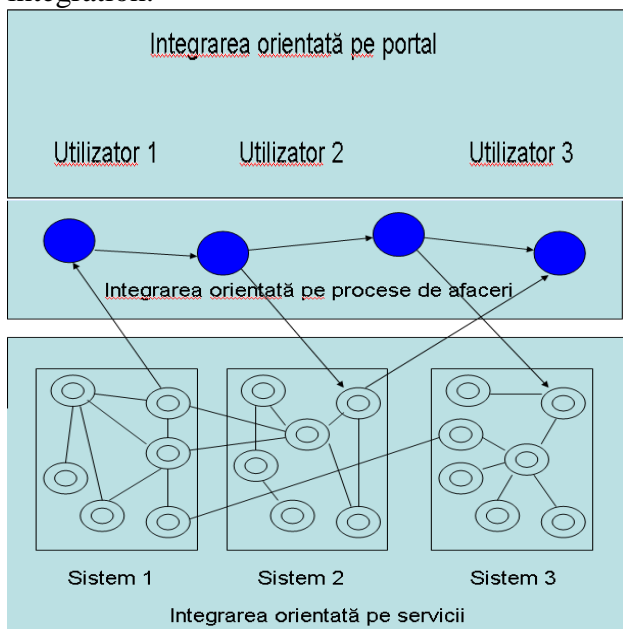 integration.
Integrarea orientată pe portal
Utilizator 1 Utilizator 2 Utilizator 3
Integrarea orientată pe procese de afaceri
Sistem 1 Sistem 2 Sistem 3
Integrarea orientată pe servicii